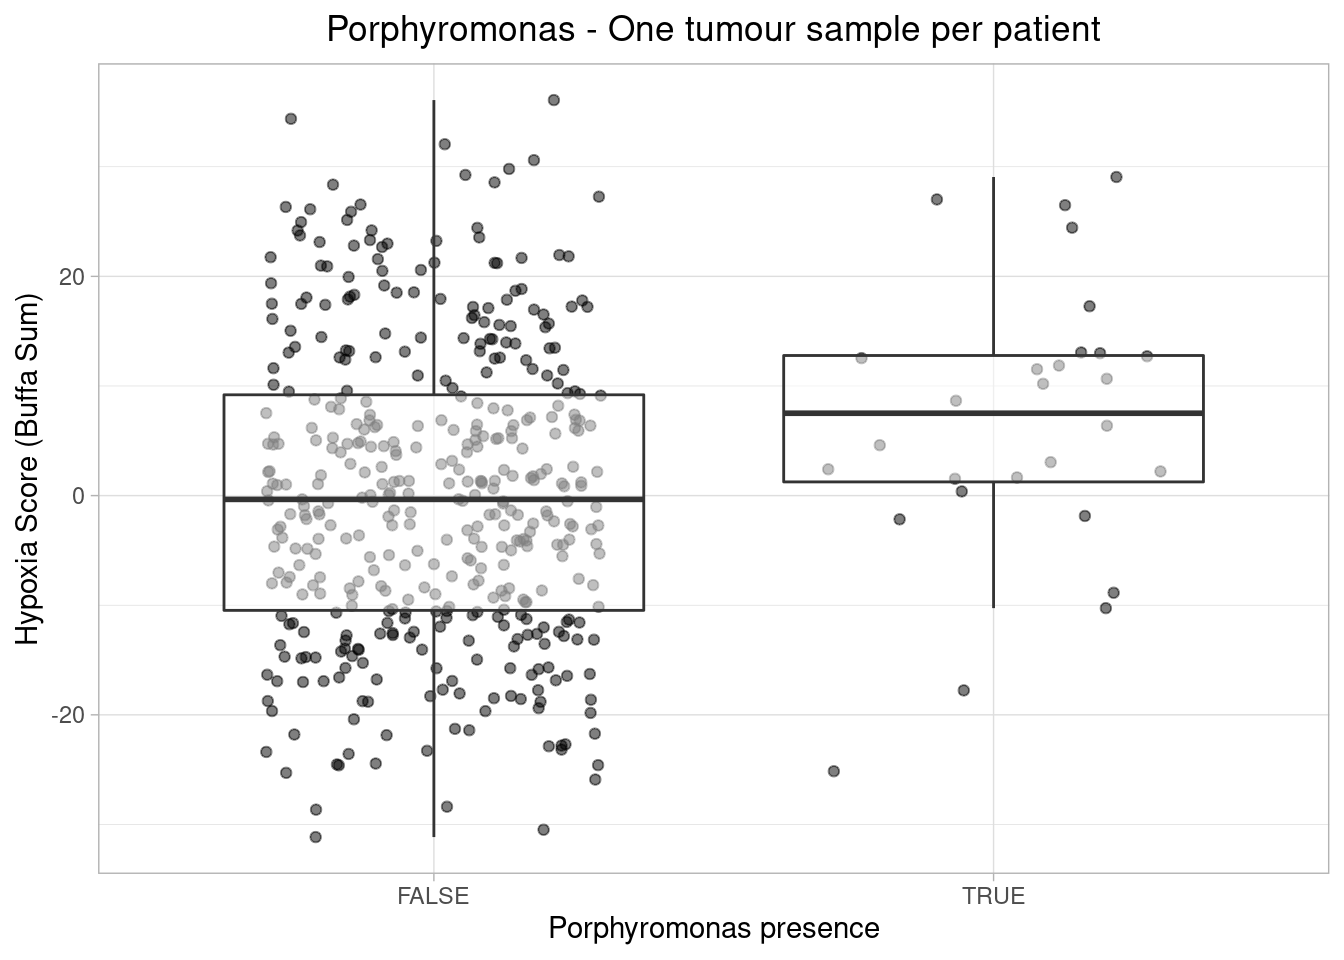 Porphyromonas - One tumour sample per patient
Hypoxia Score (Buffa Sum)
20
0
-20
FALSE
TRUE
Porphyromonas presence